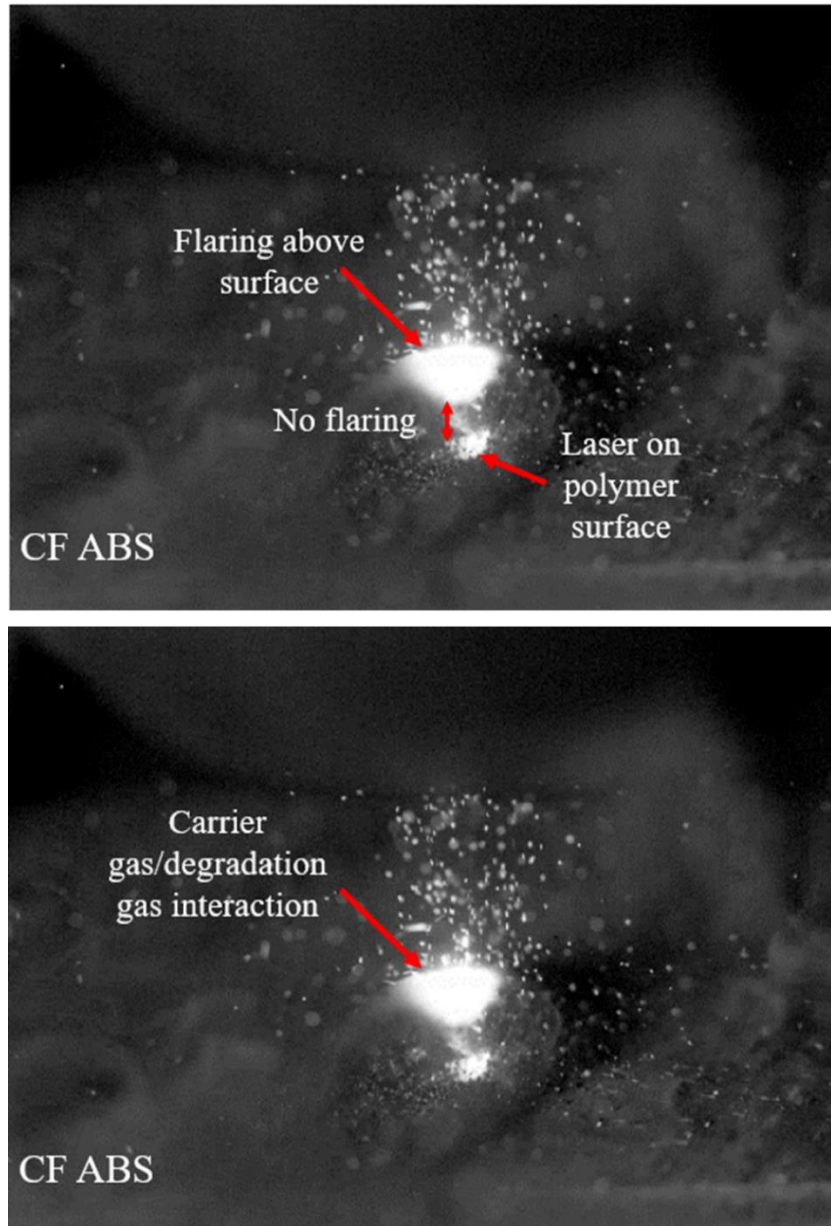 Flaring above
surface
No flaring
Laser on
polymer
surface
CF ABS
Carrier
gas/degradation
gas interaction
CF ABS